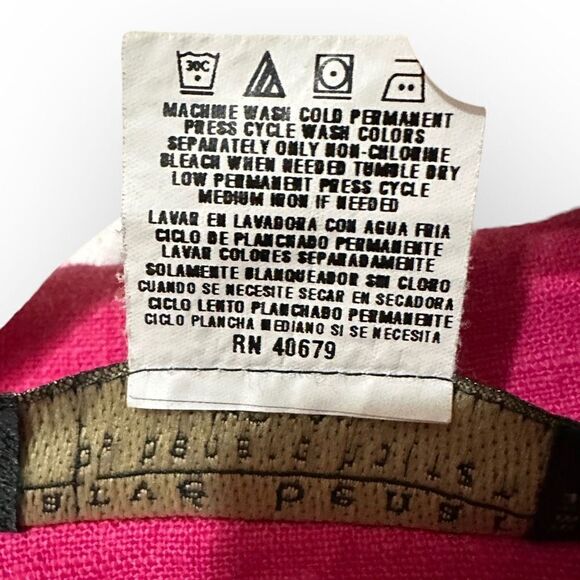 30C
MACHINE WASH COLD PERMANENT
PRESS CYCLE WASH COLORS
SEPARATELY ONLY NON-CHLORINE
BLEACH WHEN NEEDED TUMBLE DRY
LOW PERMANENT PRESS CYCLE
MEDIUM IRON IF NEEDED
LAVAR EN LAVADORA CON AGUA FRIA
CICLO DE PLANCHADO PERMANENTE
LAVAR COLORES SEPARADAMENTE
SOLAMENTE BLANQUEADOR SIN CLORO
CUANDO SE NECESITE SECAR EN SECADORA
CICLO LENTO PLANCHADO PERMANENTE
CICLO PLANCHA MEDIANO SI SE NECESITA
RN 40679